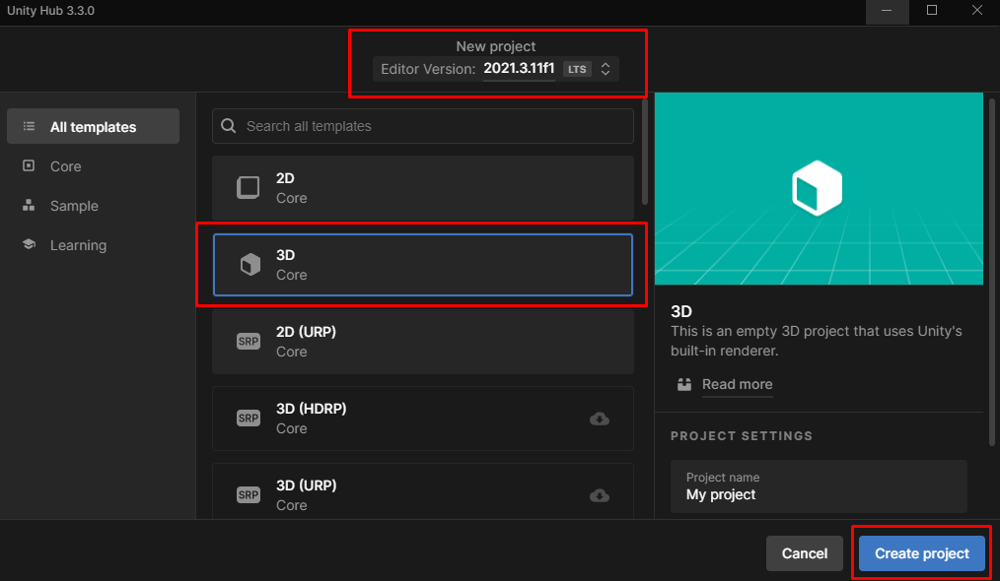 Unity Hub 3.3.0
New project
Editor Version: 2021.3.11f1 LTS
All templates
Core
Sample
Learning
Search all templates
2D
Core
3D
Core
2D (URP)
SRP
Core
3D (HDRP)
SRP
Core
3D (URP)
SRP
Core
3D
This is an empty 3D project that uses Unity's
built-in renderer.
Read more
PROJECT SETTINGS
Project name
My project
Cancel
Create project